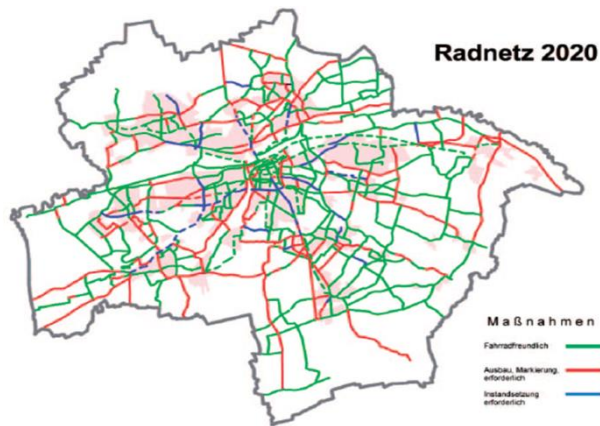 Radnetz 2020
Maßnahmen
Fahrradfreundlich
Ausbau, Markierung,
erforderlich
Instandsetzung
erforderlich